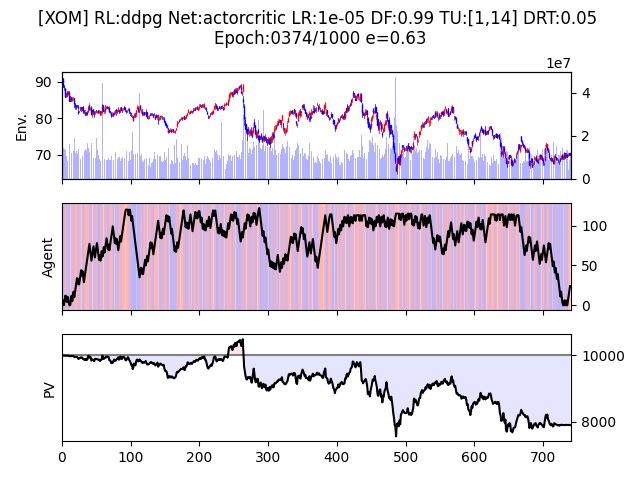 [XOM] RL:ddpg Net:actorcritic LR:1e-05 DF:0.99 TU:[1,14] DRT:0.05
Epoch:0374/1000 e=0.63
1e7
90
80
70
Env.
4
2
0
Agent
100
50
0
PV
10000
8000
0 100 200 300 400 500 600 700